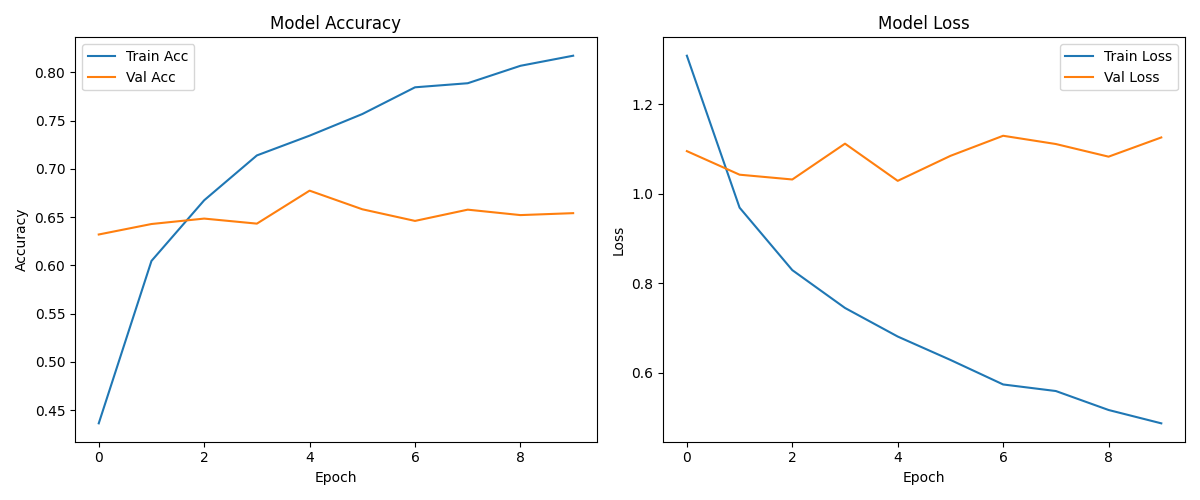 Model Accuracy
Train Acc
Val Acc
0.80
0.75
0.70
0.65
0.60
0.55
0.50
0.45
Accuracy
0 2 4 6 8
Epoch
Model Loss
Train Loss
Val Loss
1.2
1.0
0.8
0.6
Loss
0 2 4 6 8
Epoch